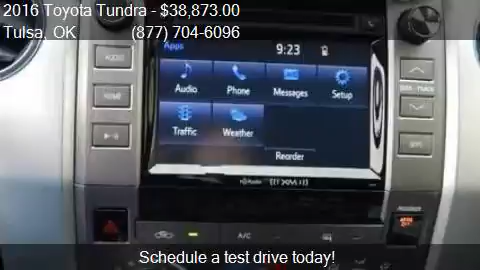 2016 Toyota Tundra - $38,873.00
Tulsa, OK (877) 704-6096
Apps 9:23
AUDIO
Audio Phone Messages Setup
HOME
Traffic Weather
Reorder
A/C
Schedule a test drive today!